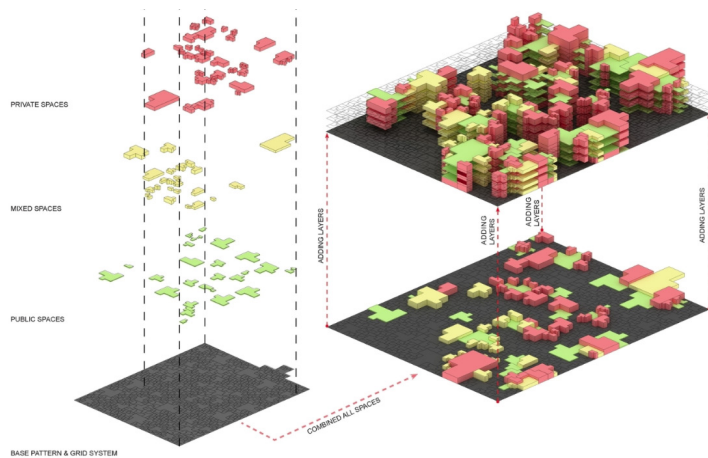 PRIVATE SPACES
MIXED SPACES
PUBLIC SPACES
BASE PATTERN & GRID SYSTEM
COMBINED ALL SPACES
ADDING LAYERS
ADDING
LAYERS
ADDING
LAYERS
ADDING LAYERS